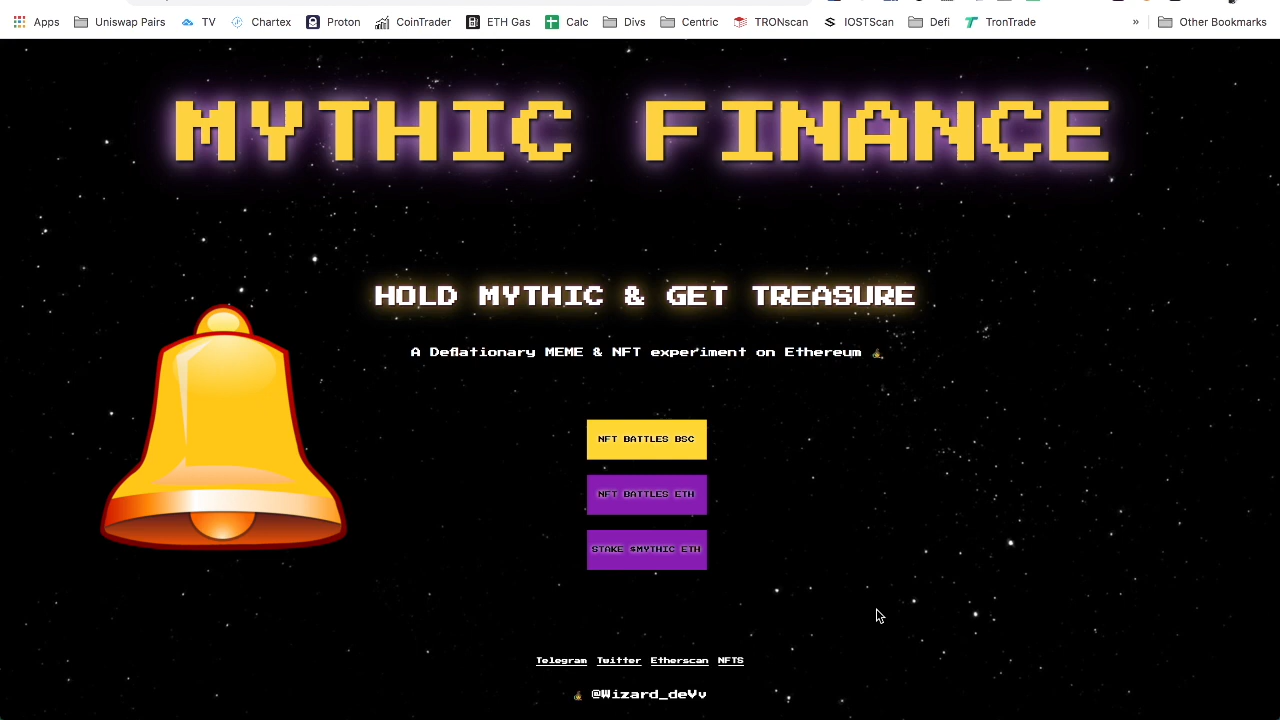 Apps Uniswap Pairs TV Chartex Proton CoinTrader ETH Gas Calc Divs Centric TRONscan IOSTScan Defi TronTrade » Other Bookmarks
MYTHIC FINANCE
HOLD MYTHIC & GET TREASURE
A Deflationary MEME & NFT experiment on Ethereum
NFT BATTLES BSC
NFT BATTLES ETH
STAKE $MYTHIC ETH
Telegram Twitter Etherscan NFTS
@Wizard_deVv